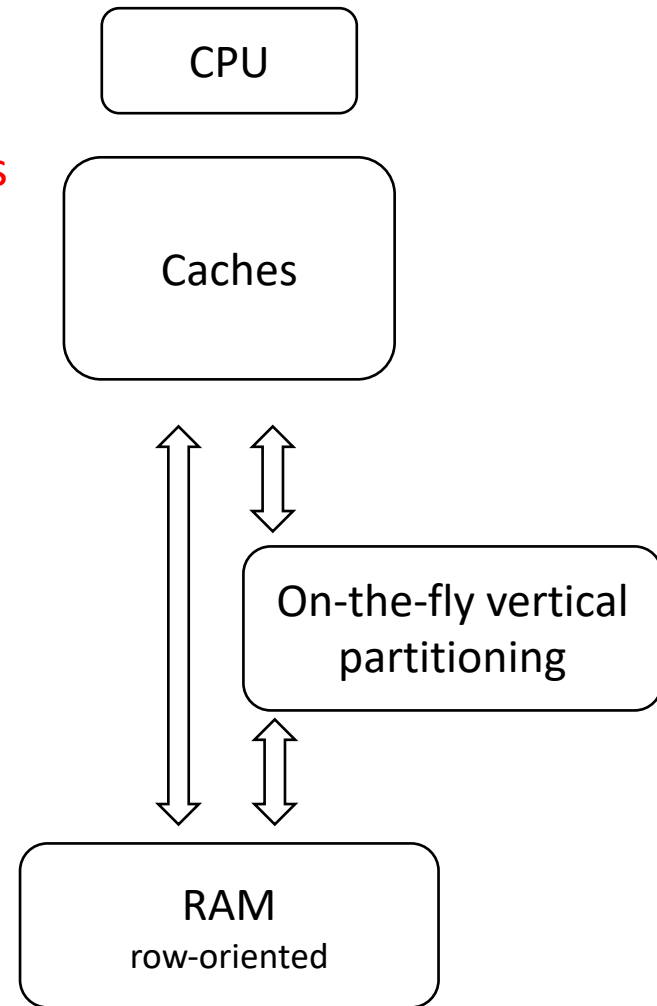 CPU
s
Caches
On-the-fly vertical
partitioning
RAM
row-oriented